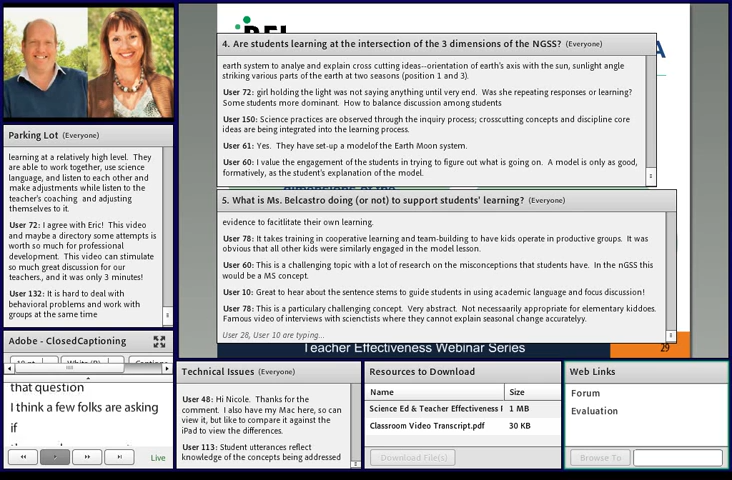 4. Are students learning at the intersection of the 3 dimensions of the NGSS? (Everyone)
earth system to analye and explain cross cutting ideas--orientation of earth's axis with the sun, sunlight angle
striking various parts of the earth at two seasons (position 1 and 3).
User 72: girl holding the light was not saying anything until very end. Was she repeating responses or learning?
Some students more dominant. How to balance discussion among students
User 150: Science practices are observed through the inquiry process; crosscutting concepts and discipline core
ideas are being integrated into the learning process.
User 61: Yes. They have set-up a modelof the Earth Moon system.
User 60: I value the engagement of the students in trying to figure out what is going on. A model is only as good,
formatively, as the student's explanation of the model.
Parking Lot (Everyone)
learning at a relatively high level. They
are able to work together, use science
language, and listen to each other and
make adjustments while listen to the
teacher's coaching and adjusting
themselves to it.
User 72: I agree with Eric! This video
and maybe a directory some attempts is
worth so much for professional
development. This video can stimulate
so much great discussion for our
teachers., and it was only 3 minutes!
User 132: It is hard to deal with
behavioral problems and work with
groups at the same time
5. What is Ms. Belcastro doing (or not) to support students' learning? (Everyone)
evidence to facitlitate their own learning.
User 78: It takes training in cooperative learning and team-building to have kids operate in productive groups. It was
obvious that all other kids were similarly engaged in the model lesson.
User 60: This is a challenging topic with a lot of research on the misconceptions that students have. In the nGSS this
would be a MS concept.
User 10: Great to hear about the sentence stems to guide students in using academic language and focus discussion!
User 78: This is a particulary challenging concept. Very abstract. Not necessarily appropriate for elementary kiddoes.
Famous video of interviews with scienctists where they cannot explain seasonal change accuratelyy.
User 28, User 10 are typing...
Teacher Effectiveness Webinar Series
29
Adobe - ClosedCaptioning
that question
I think a few folks are asking
if
Live
Technical Issues (Everyone)
User 48: Hi Nicole. Thanks for the
comment. I also have my Mac here, so can
view it, but like to compare it against the
iPad to view the differences.
User 113: Student utterances reflect
knowledge of the concepts being addressed
Resources to Download
Name Size
Science Ed & Teacher Effectiveness 1 MB
Classroom Video Transcript.pdf 30 KB
Download File(s)
Web Links
Forum
Evaluation
Browse To